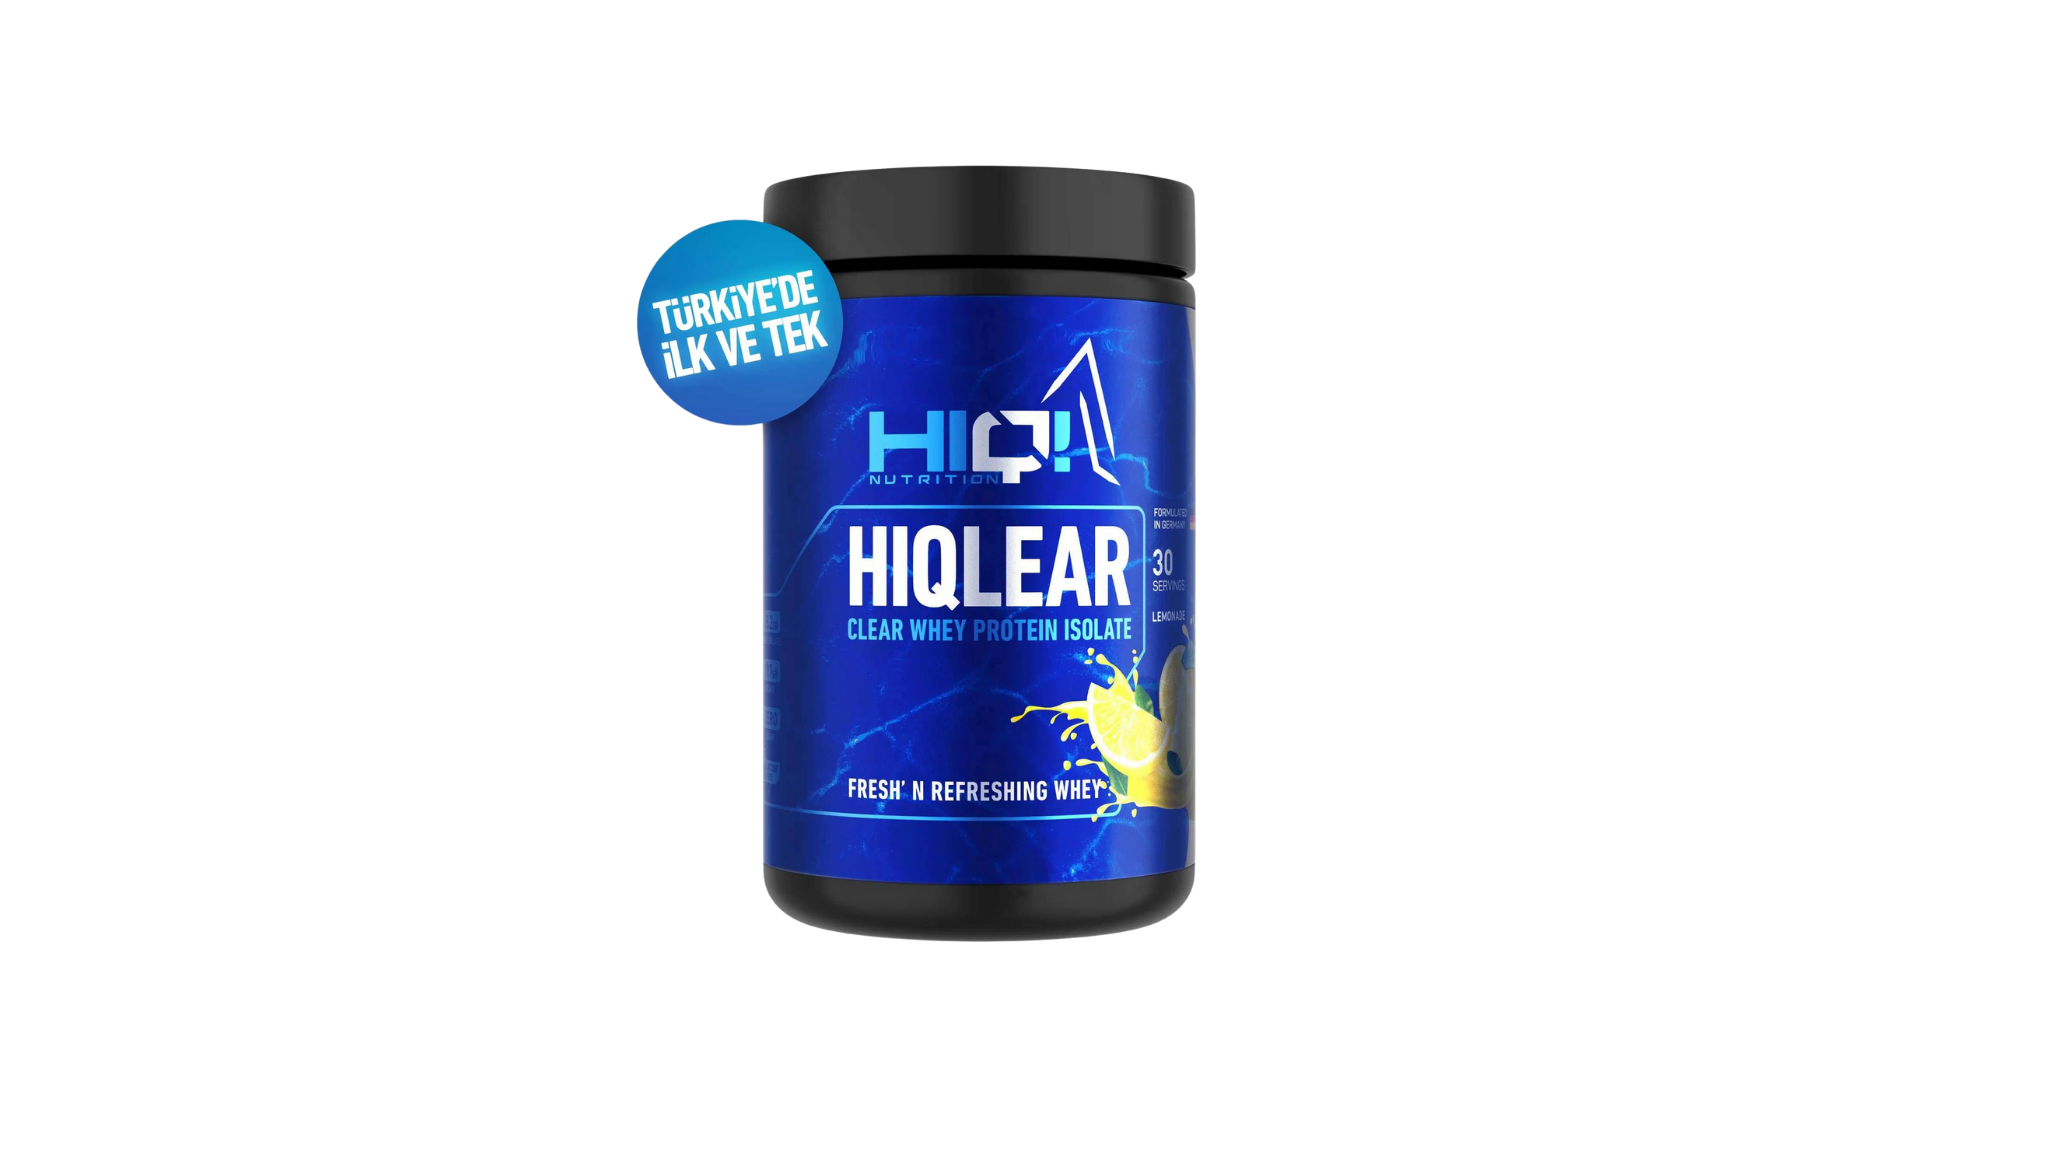 TÜRKİYE'DE
İLK VE TEK
HIQ!
NUTRITION
HIQLEAR
CLEAR WHEY PROTEIN ISOLATE
FORMULATED
IN GERMANY
30
SERVINGS
LEMONADE
FRESH' N REFRESHING WHEY